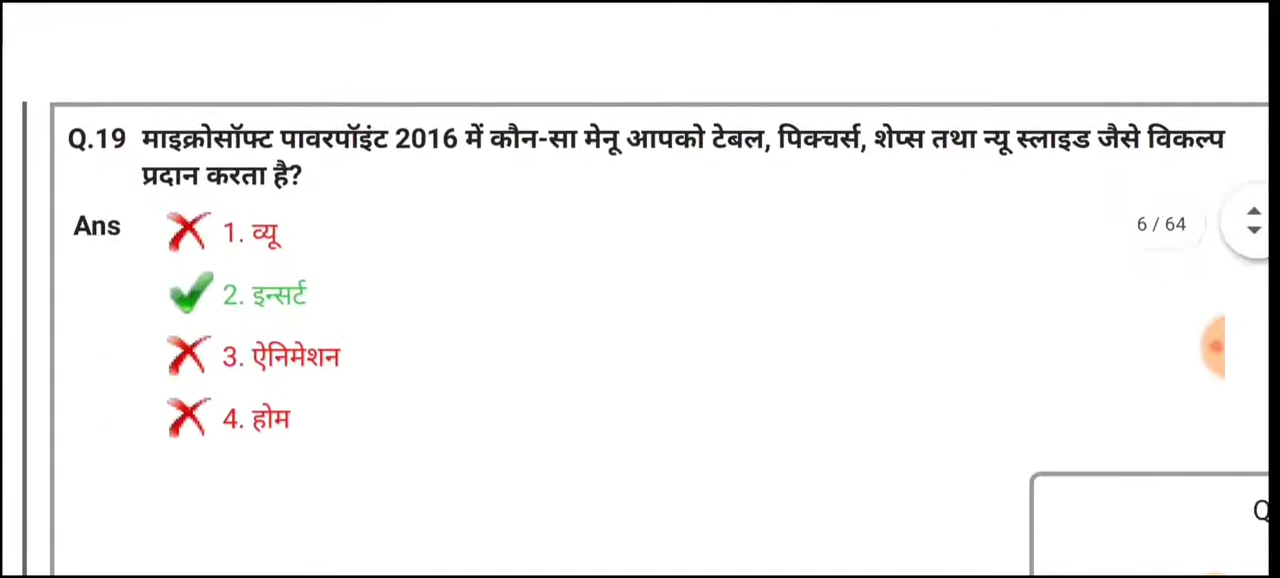 Q.19 माइक्रोसॉफ्ट पावरपॉइंट 2016 में कौन-सा मेनू आपको टेबल, पिक्चर्स, शेप्स तथा न्यू स्लाइड जैसे विकल्प
प्रदान करता है?
Ans
1. व्यू
6 / 64
2. इन्सर्ट
3. ऐनिमेशन
4. होम
Q